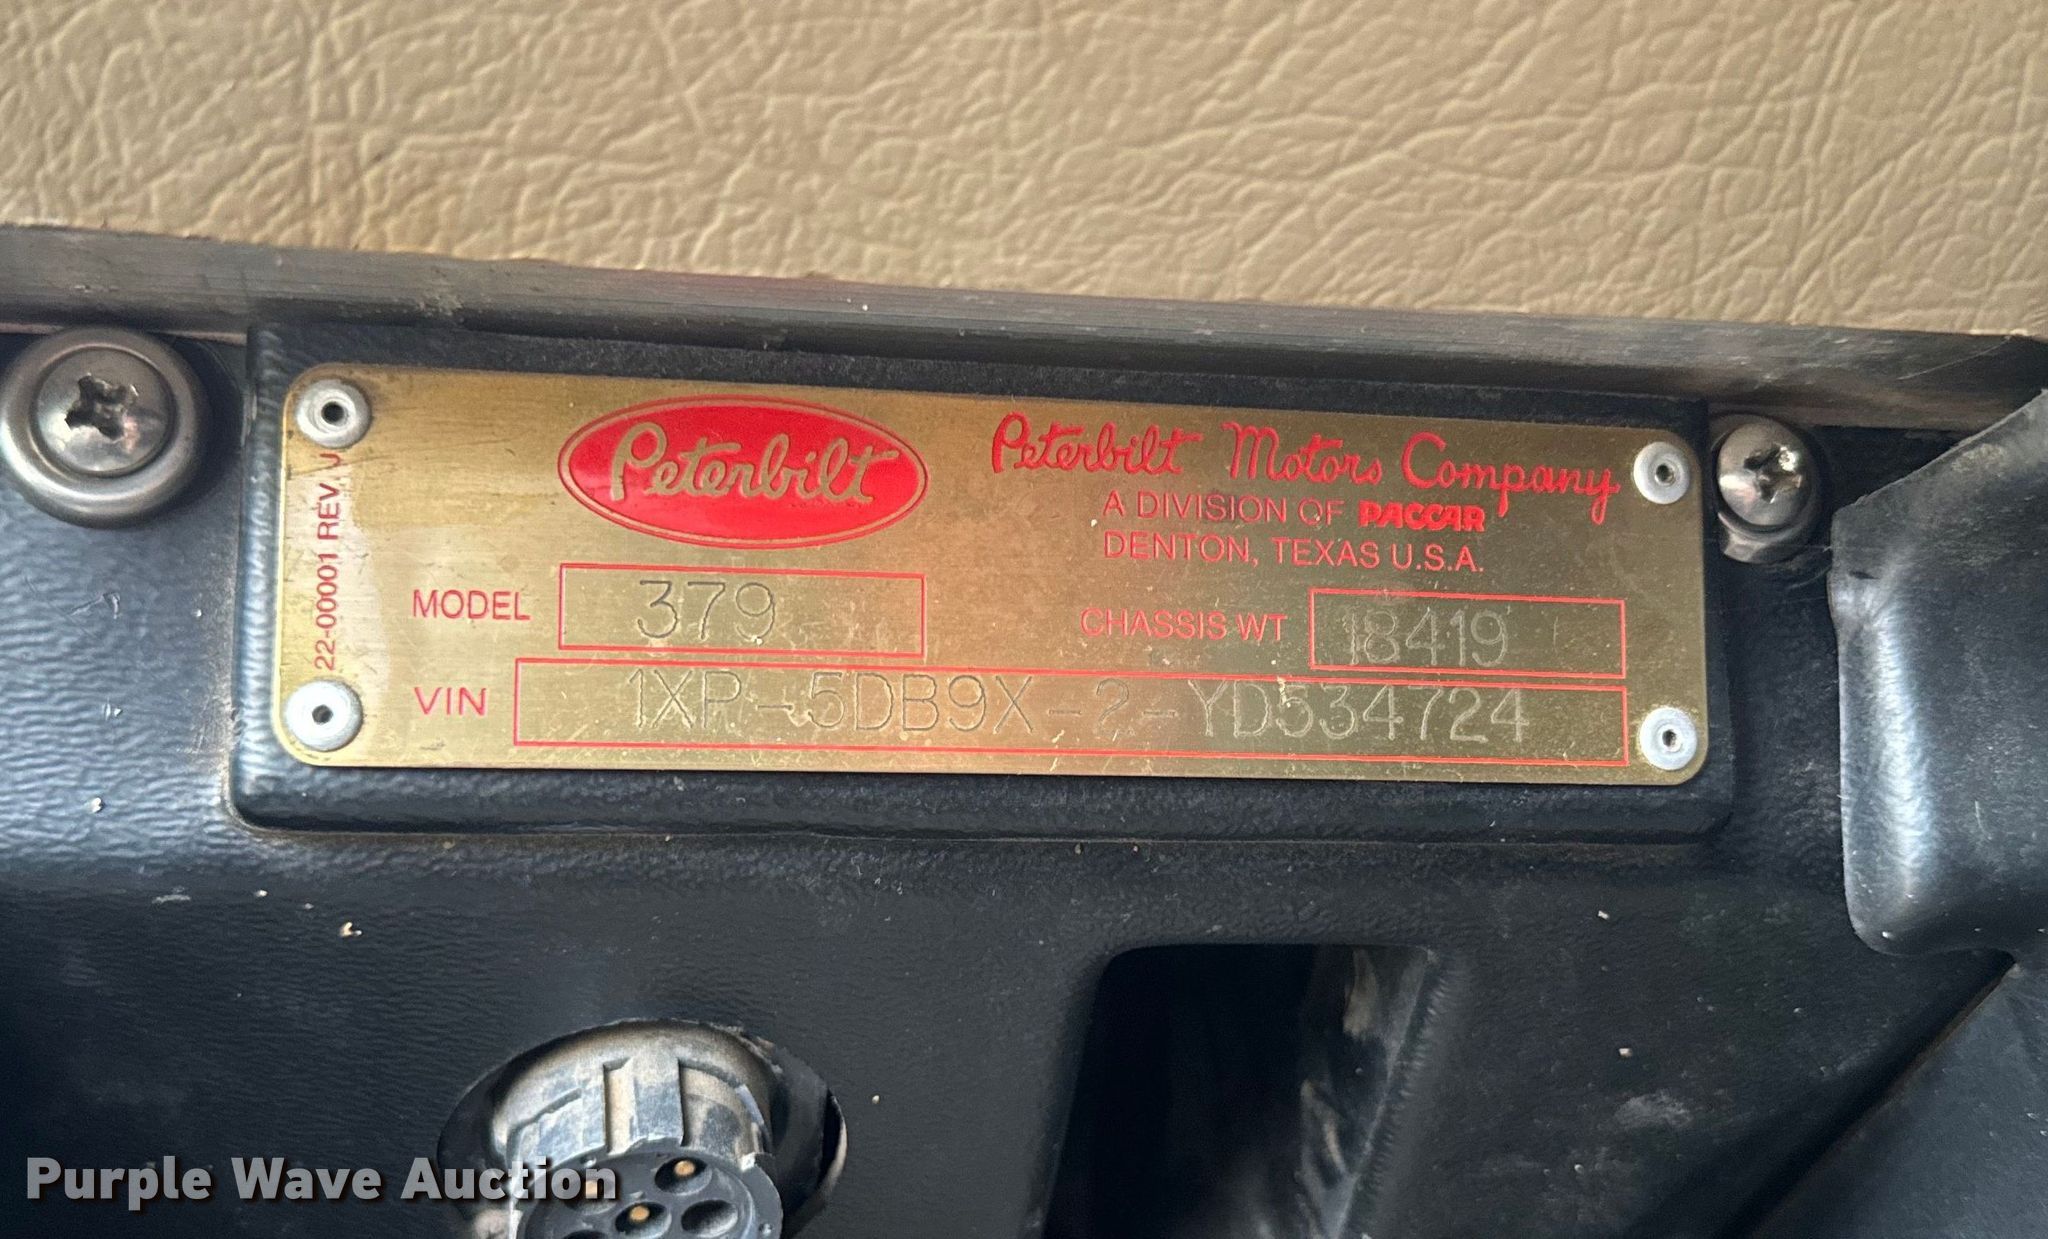 22-00001 REV J
Peterbilt
Peterbilt Motors Company
A DIVISION OF PACCAR
DENTON, TEXAS U.S.A.
MODEL 379
CHASSIS WT 18419
VIN 1XP-5DB9X-2-YD534724
Purple Wave Auction